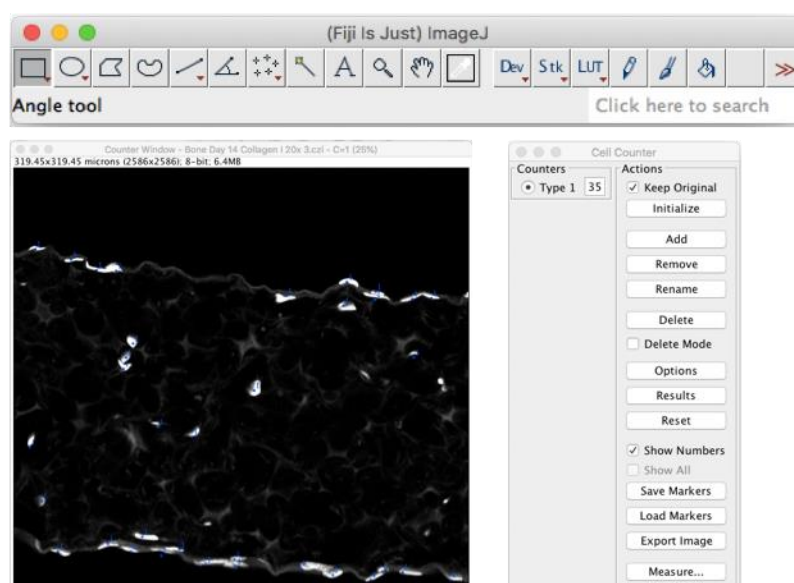 (Fiji Is Just) ImageJ
A Dev Stk LUT >>
Angle tool Click here to search
Counter Window - Bone Day 14 Collagen I 20x 3.czi - C=1 (26%)
319.45x319.45 microns (2586x2586); 8-bit; 6.4MB
Cell Counter
Counters
Type 1 35
Actions
Keep Original
Initialize
Add
Remove
Rename
Delete
Delete Mode
Options
Results
Reset
Show Numbers
Show All
Save Markers
Load Markers
Export Image
Measure...